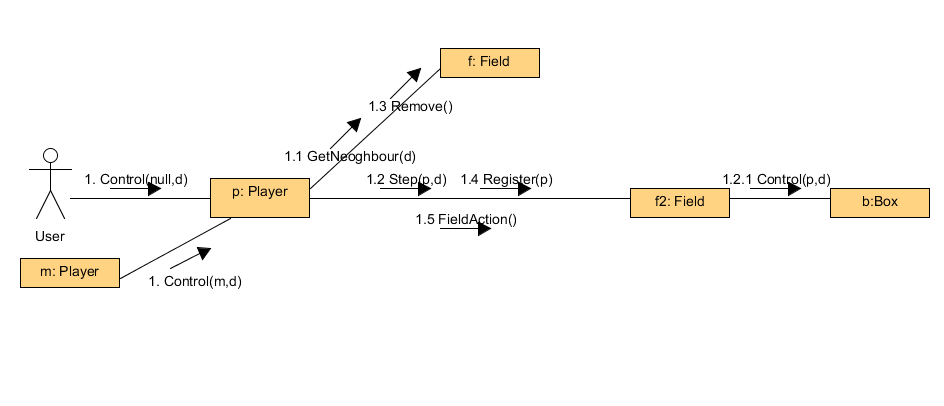 f: Field
1.3 Remove()
1.1 GetNeoghbour(d)
1. Control(null,d)
p: Player
1.2 Step(p,d)
1.4 Register(p)
1.2.1 Control(p,d)
f2: Field
b:Box
1.5 FieldAction()
User
m: Player
1. Control(m,d)